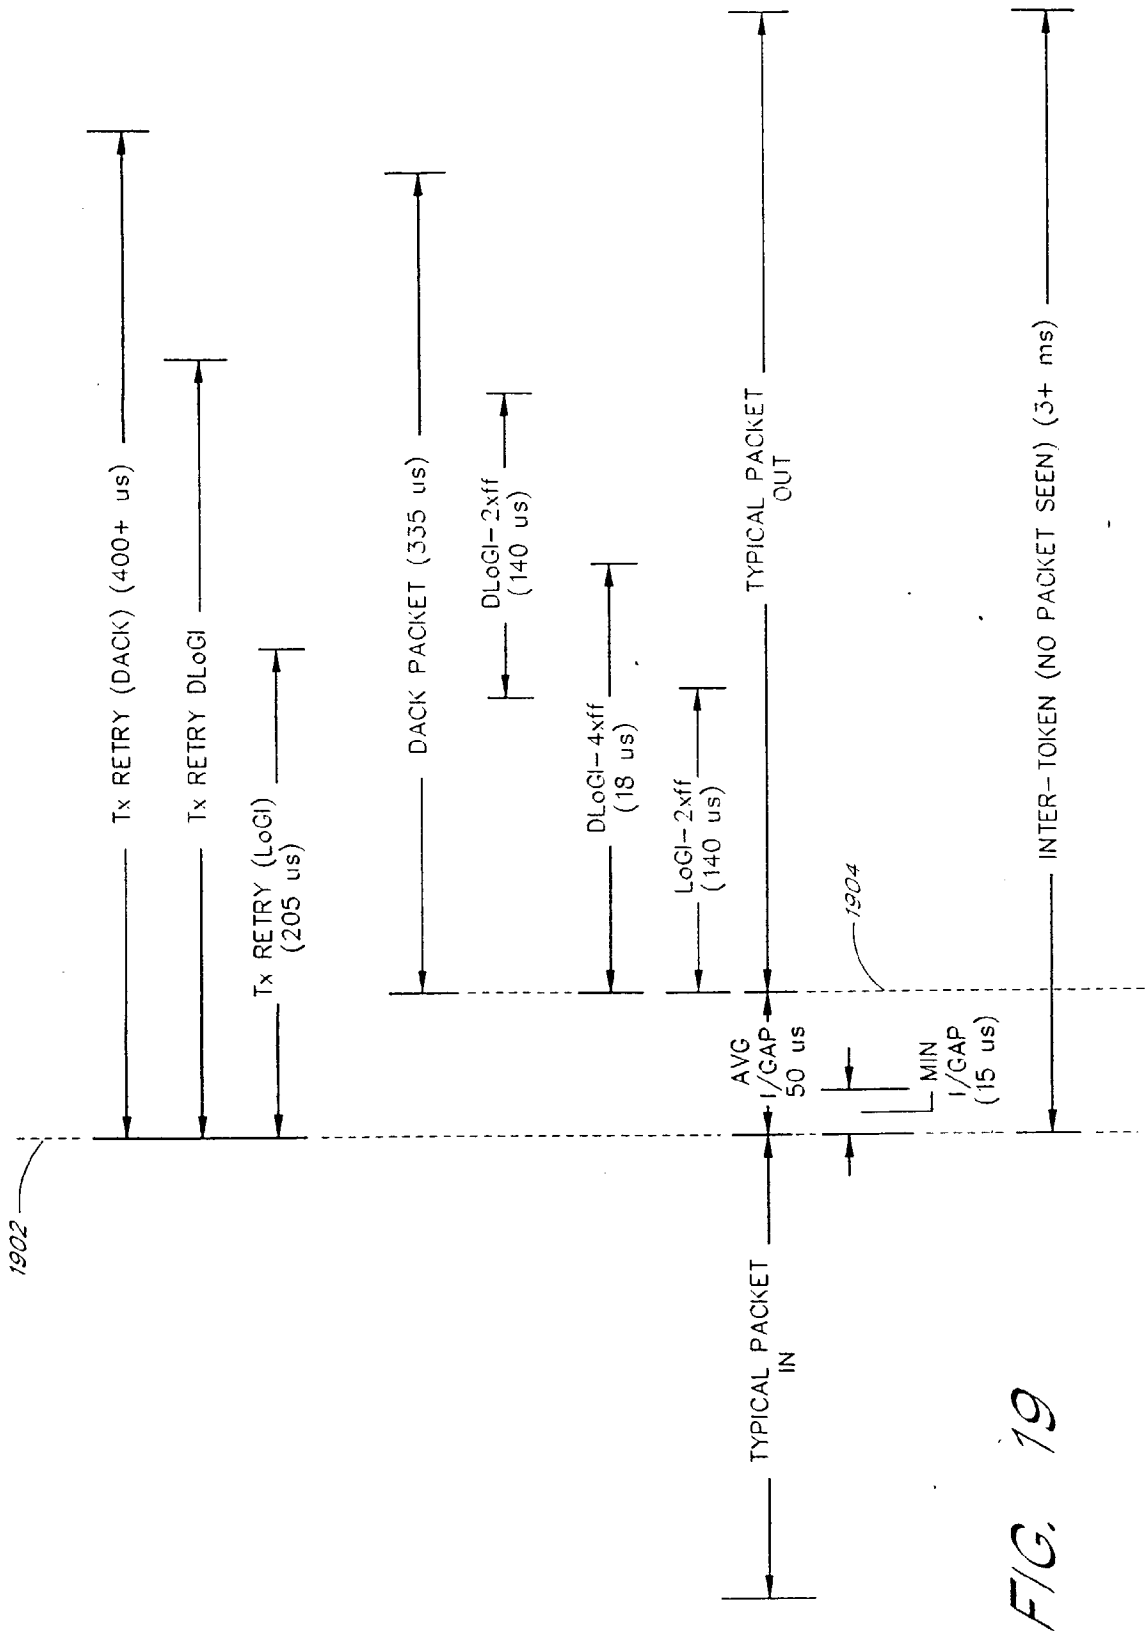 1902
Tx RETRY (DACK) (400+ us)
Tx RETRY DLoGI
Tx RETRY (LoGI)
(205 us)
DACK PACKET (335 us)
DLoGI-2xff
(140 us)
DLoGI-4xff
(18 us)
LoGI-2xff
(140 us)
TYPICAL PACKET
IN
AVG
I/GAP
50 us
TYPICAL PACKET
OUT
MIN
I/GAP
(15 us)
1904
INTER-TOKEN (NO PACKET SEEN) (3+ ms)
FIG. 19